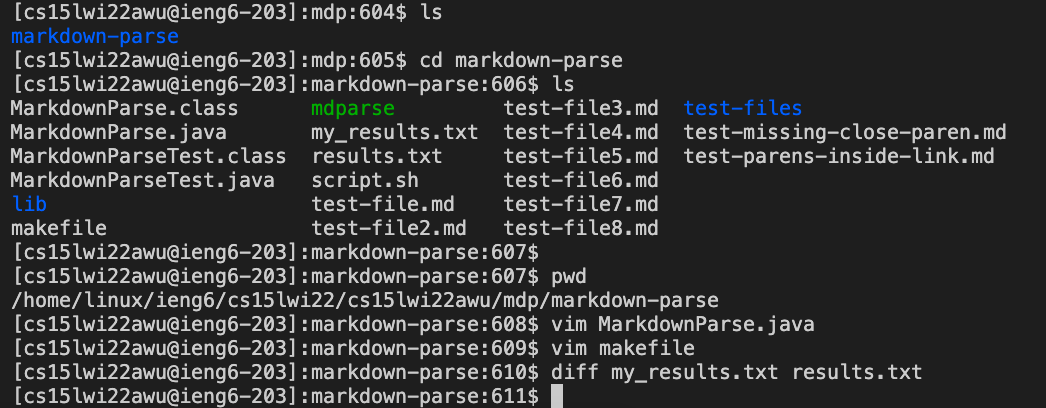 [cs15lwi22awu@ieng6-203]:mdp:604$ ls
markdown-parse
[cs15lwi22awu@ieng6-203]:mdp:605$ cd markdown-parse
[cs15lwi22awu@ieng6-203]:markdown-parse:606$ ls
MarkdownParse.class       mdparse         test-file3.md  test-files
MarkdownParse.java        my_results.txt  test-file4.md  test-missing-close-paren.md
MarkdownParseTest.class   results.txt     test-file5.md  test-parens-inside-link.md
MarkdownParseTest.java    script.sh       test-file6.md
lib                       test-file.md    test-file7.md
makefile                  test-file2.md   test-file8.md
[cs15lwi22awu@ieng6-203]:markdown-parse:607$
[cs15lwi22awu@ieng6-203]:markdown-parse:607$ pwd
/home/linux/ieng6/cs15lwi22/cs15lwi22awu/mdp/markdown-parse
[cs15lwi22awu@ieng6-203]:markdown-parse:608$ vim MarkdownParse.java
[cs15lwi22awu@ieng6-203]:markdown-parse:609$ vim makefile
[cs15lwi22awu@ieng6-203]:markdown-parse:610$ diff my_results.txt results.txt
[cs15lwi22awu@ieng6-203]:markdown-parse:611$